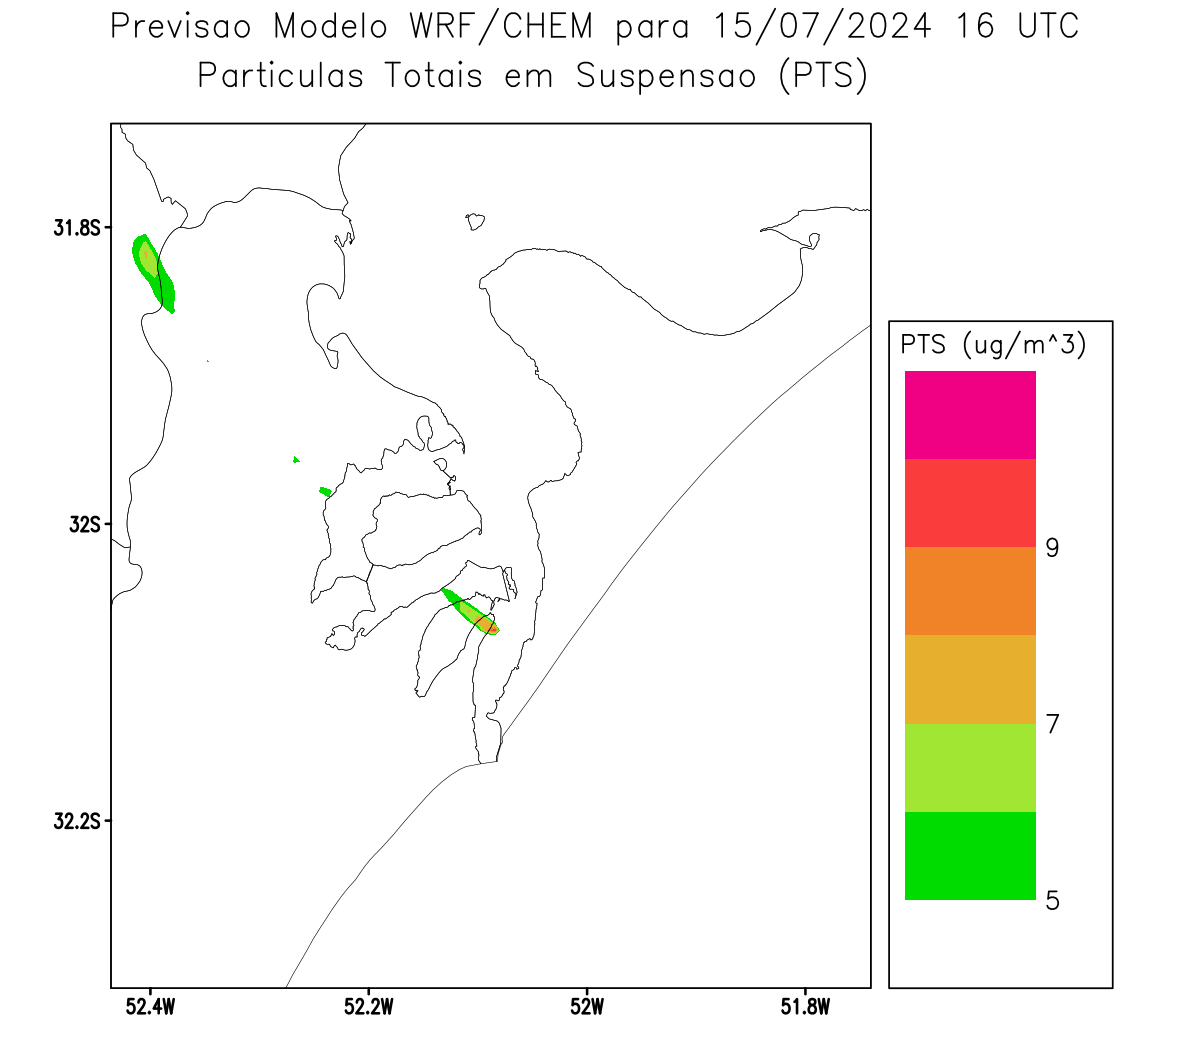 Previsao Modelo WRF/CHEM para 15/07/2024 16 UTC
Particulas Totais em Suspensao (PTS)
31.8S
32S
32.2S
52.4W
52.2W
52W
51.8W
PTS (ug/m^3)
9
7
5